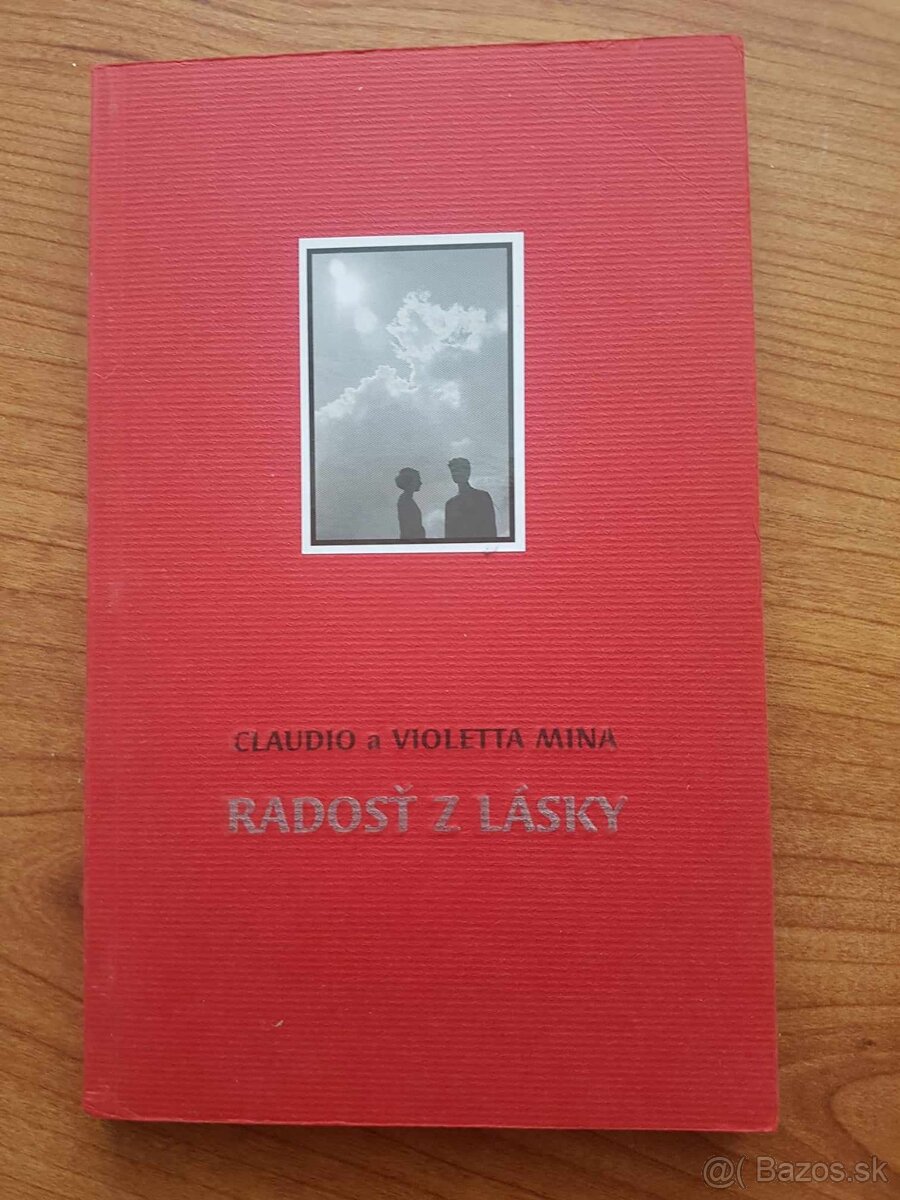 CLAUDIO a VIOLETTA MINA
RADOSŤ Z LÁSKY
@( Bazos.sk